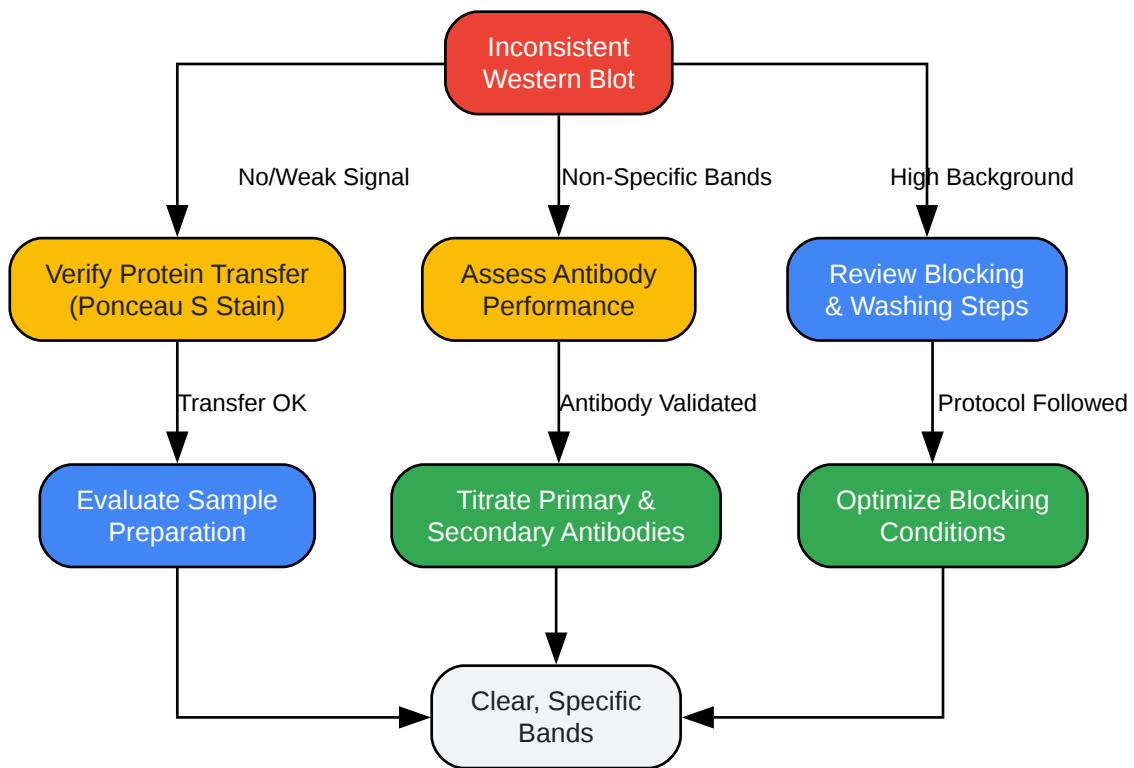 Inconsistent
Western Blot
No/Weak Signal
Non-Specific Bands
High Background
Verify Protein Transfer
(Ponceau S Stain)
Assess Antibody
Performance
Review Blocking
& Washing Steps
Transfer OK
Antibody Validated
Protocol Followed
Evaluate Sample
Preparation
Titrate Primary &
Secondary Antibodies
Optimize Blocking
Conditions
Clear, Specific
Bands